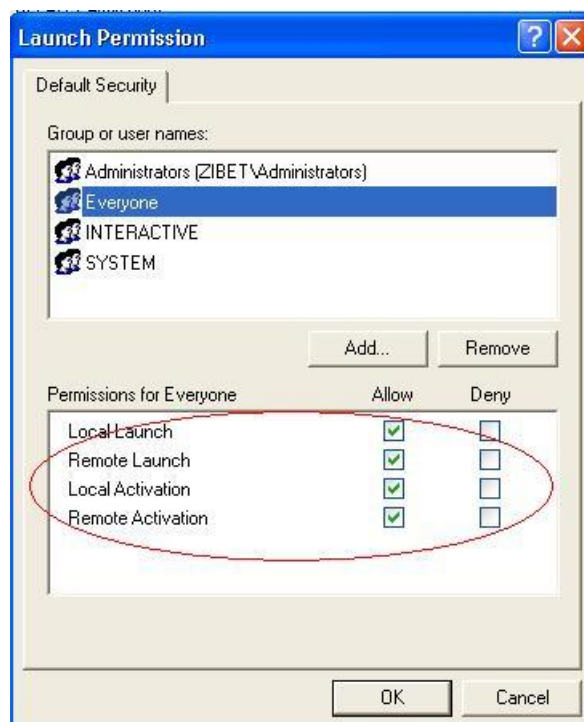 Launch Permission
Default Security
Group or user names:
Administrators (ZIBET\Administrators)
Everyone
INTERACTIVE
SYSTEM
Add... Remove
Permissions for Everyone Allow Deny
Local Launch
Remote Launch
Local Activation
Remote Activation
OK Cancel